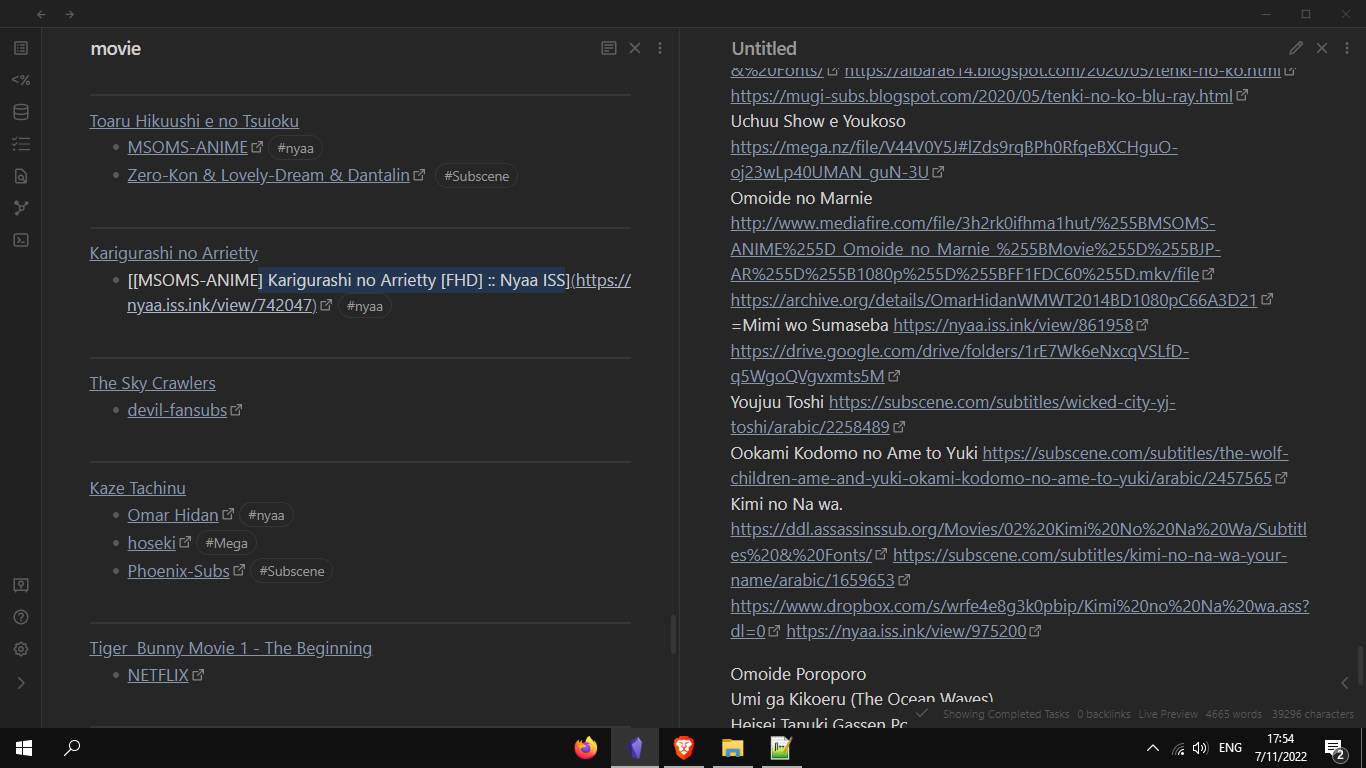 movie
Toaru Hikuushi e no Tsuioku
MSOMS-ANIME #nyaa
Zero-Kon & Lovely-Dream & Dantalin #Subscene
Karigurashi no Arrietty
[[MSOMS-ANIME] Karigurashi no Arrietty [FHD] :: Nyaa ISS](https://
nyaa.iss.ink/view/742047) #nyaa
The Sky Crawlers
devil-fansubs
Kaze Tachinu
Omar Hidan #nyaa
hoseki #Mega
Phoenix-Subs #Subscene
Tiger Bunny Movie 1 - The Beginning
NETFLIX
Untitled
&%20Fonts/ https://albara614.blogspot.com/2020/05/tenki-no-ko.html
https://mugi-subs.blogspot.com/2020/05/tenki-no-ko-blu-ray.html
Uchuu Show e Youkoso
https://mega.nz/file/V44V0Y5J#lZds9rqBPh0RfqeBXCHguO-
oj23wLp40UMAN_guN-3U
Omoide no Marnie
http://www.mediafire.com/file/3h2rk0ifhma1hut/%255BMSOMS-
ANIME%255D_Omoide_no_Marnie_%255BMovie%255D%255BJP-
AR%255D%255B1080p%255D%255BFF1FDC60%255D.mkv/file
https://archive.org/details/OmarHidanWMWT2014BD1080pC66A3D21
=Mimi wo Sumaseba https://nyaa.iss.ink/view/861958
https://drive.google.com/drive/folders/1rE7Wk6eNxcqVSLfD-
q5WgoQVgvxmts5M
Youjuu Toshi https://subscene.com/subtitles/wicked-city-yj-
toshi/arabic/2258489
Ookami Kodomo no Ame to Yuki https://subscene.com/subtitles/the-wolf-
children-ame-and-yuki-okami-kodomo-no-ame-to-yuki/arabic/2457565
Kimi no Na wa.
https://ddl.assassinssub.org/Movies/02%20Kimi%20No%20Na%20Wa/Subtitl
es%20&%20Fonts/ https://subscene.com/subtitles/kimi-no-na-wa-your-
name/arabic/1659653
https://www.dropbox.com/s/wrfe4e8g3k0pbip/Kimi%20no%20Na%20wa.ass?
dl=0 https://nyaa.iss.ink/view/975200
Omoide Poroporo
Umi ga Kikoeru (The Ocean Waves)
Heisei Tanuki Gassen Pc
Showing Completed Tasks 0 backlinks Live Preview 4665 words 39296 characters
ENG
17:54
7/11/2022
2